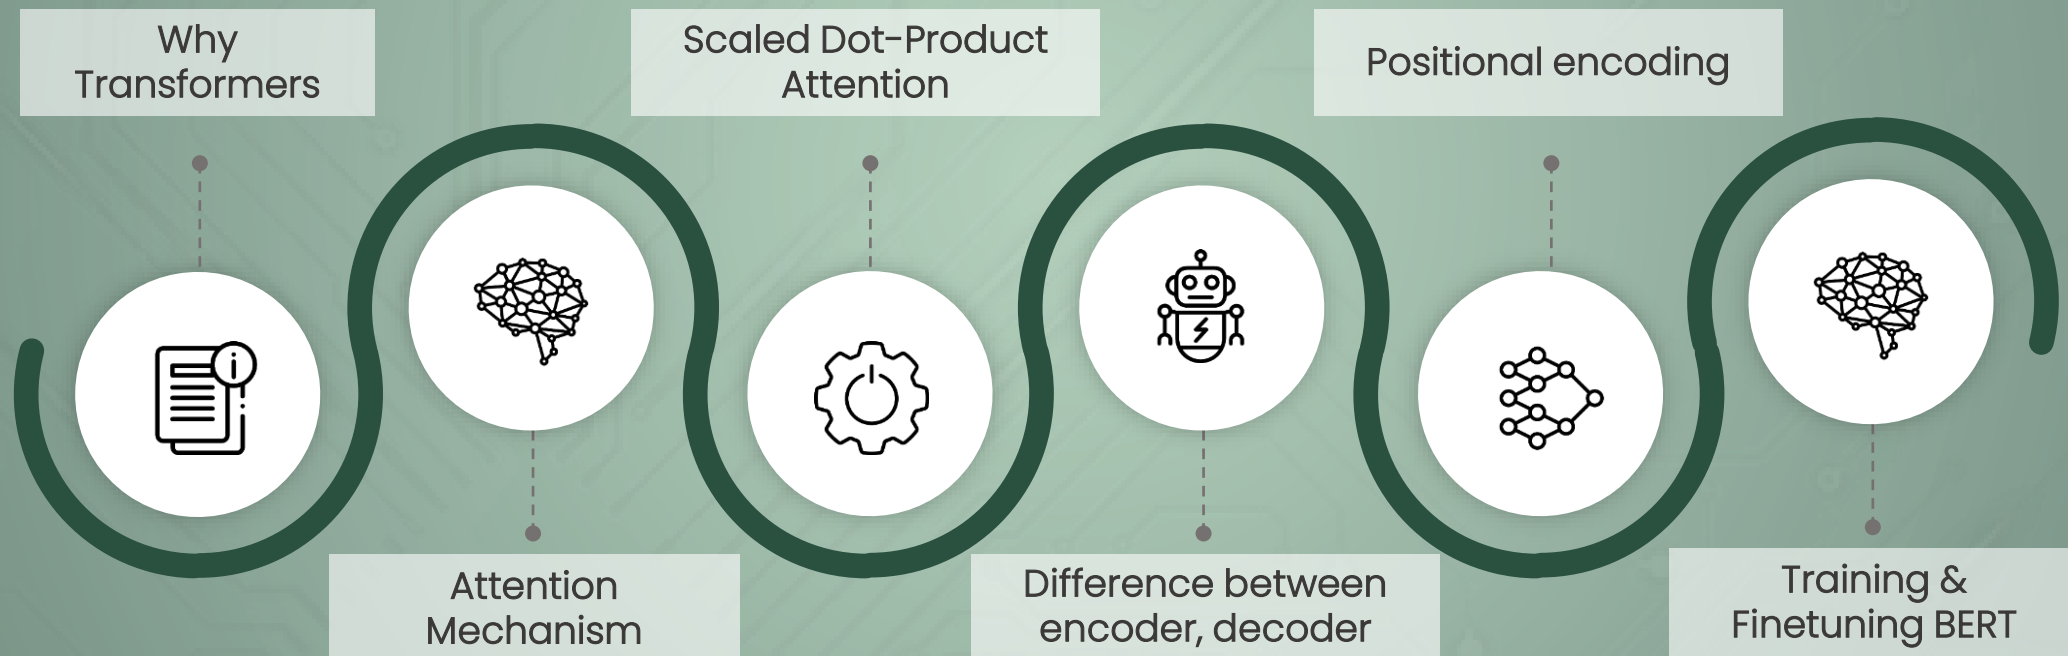 Why
Transformers
Attention
Mechanism
Scaled Dot-Product
Attention
Difference between
encoder, decoder
Positional encoding
Training &
Finetuning BERT